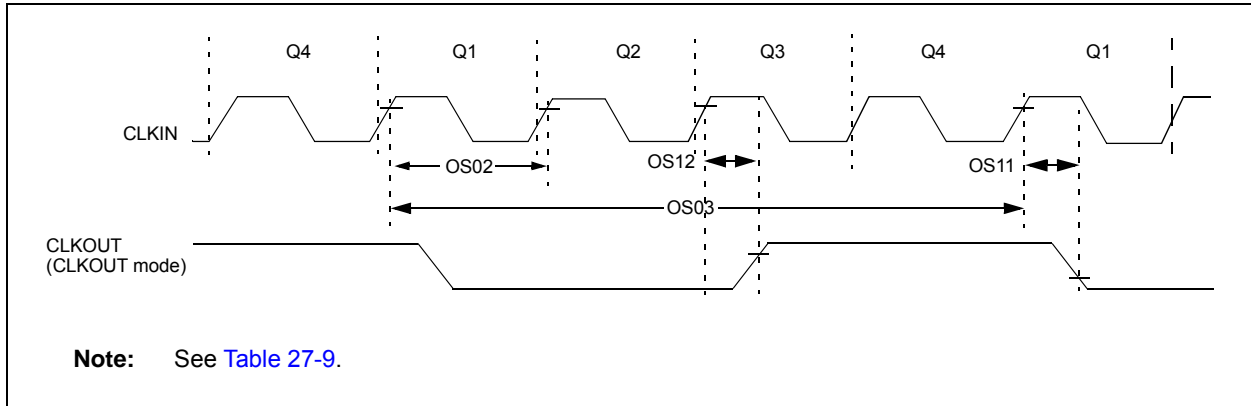 Q4 Q1 Q2 Q3 Q4 Q1
CLKIN
OS02 OS12 OS11
OS03
CLKOUT
(CLKOUT mode)
Note: See Table 27-9.